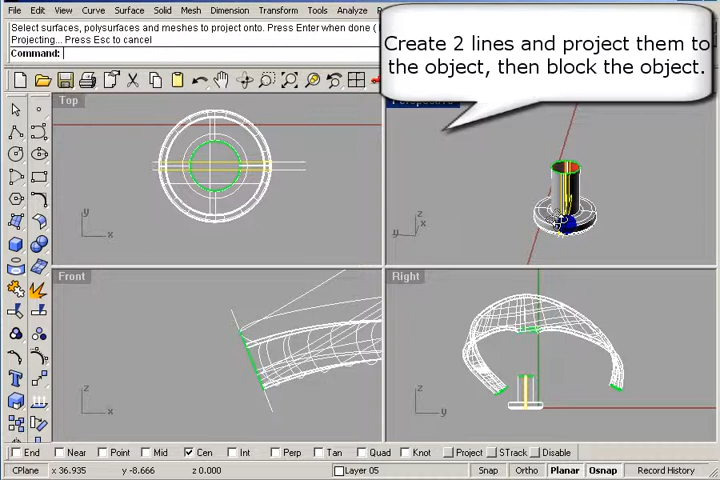 File Edit View Curve Surface Solid Mesh Dimension Transform Tools
Select surfaces, polysurfaces and meshes to project onto. Press Enter when done (
Projecting... Press Esc to cancel
Command:
Create 2 lines and project them to
the object, then block the object.
Top
Perspective
y
x
z
y
x
Front
Right
z
x
z
y
End Near Point Mid Cen Int Perp Tan Quad Knot Project STrack Disable
CPlane x 36.935 y -8.666 z 0.000 Layer 05 Snap Ortho Planar Osnap Record History